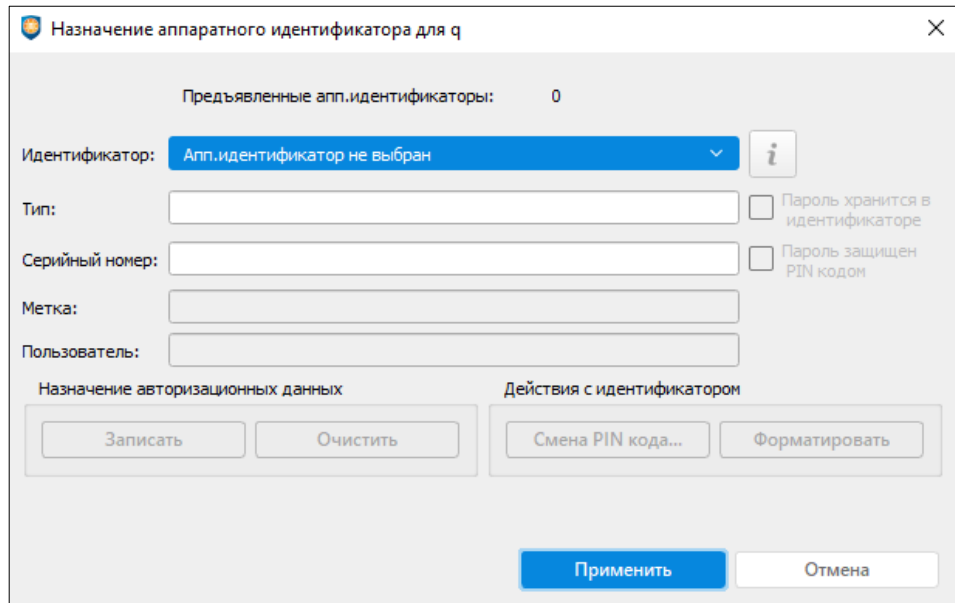 Назначение аппаратного идентификатора для q
Предъявленные апп.идентификаторы: 0
Идентификатор: Апп.идентификатор не выбран i
Тип:
Пароль хранится в
идентификаторе
Серийный номер:
Пароль защищен
PIN кодом
Метка:
Пользователь:
Назначение авторизационных данных Действия с идентификатором
Записать Очистить Смена PIN кода... Форматировать
Применить Отмена